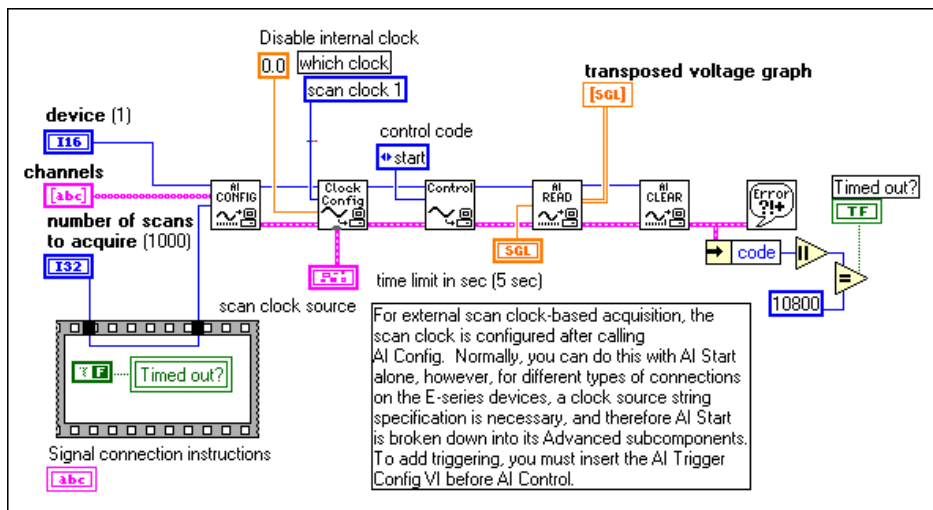 Disable internal clock
0.0
which clock
scan clock 1
transposed voltage graph
[SGL]
device (1)
I16
control code
start
channels
[abc]
AI CONFIG
Clock Config
Control
AI READ
AI CLEAR
Error ?!+
Timed out?
TF
number of scans
to acquire (1000)
I32
SGL
code
scan clock source
time limit in sec (5 sec)
10800
=
? F
Timed out?
For external scan clock-based acquisition, the
scan clock is configured after calling
AI Config. Normally, you can do this with AI Start
alone, however, for different types of connections
on the E-series devices, a clock source string
specification is necessary, and therefore AI Start
is broken down into its Advanced subcomponents.
To add triggering, you must insert the AI Trigger
Config VI before AI Control.
Signal connection instructions
abc